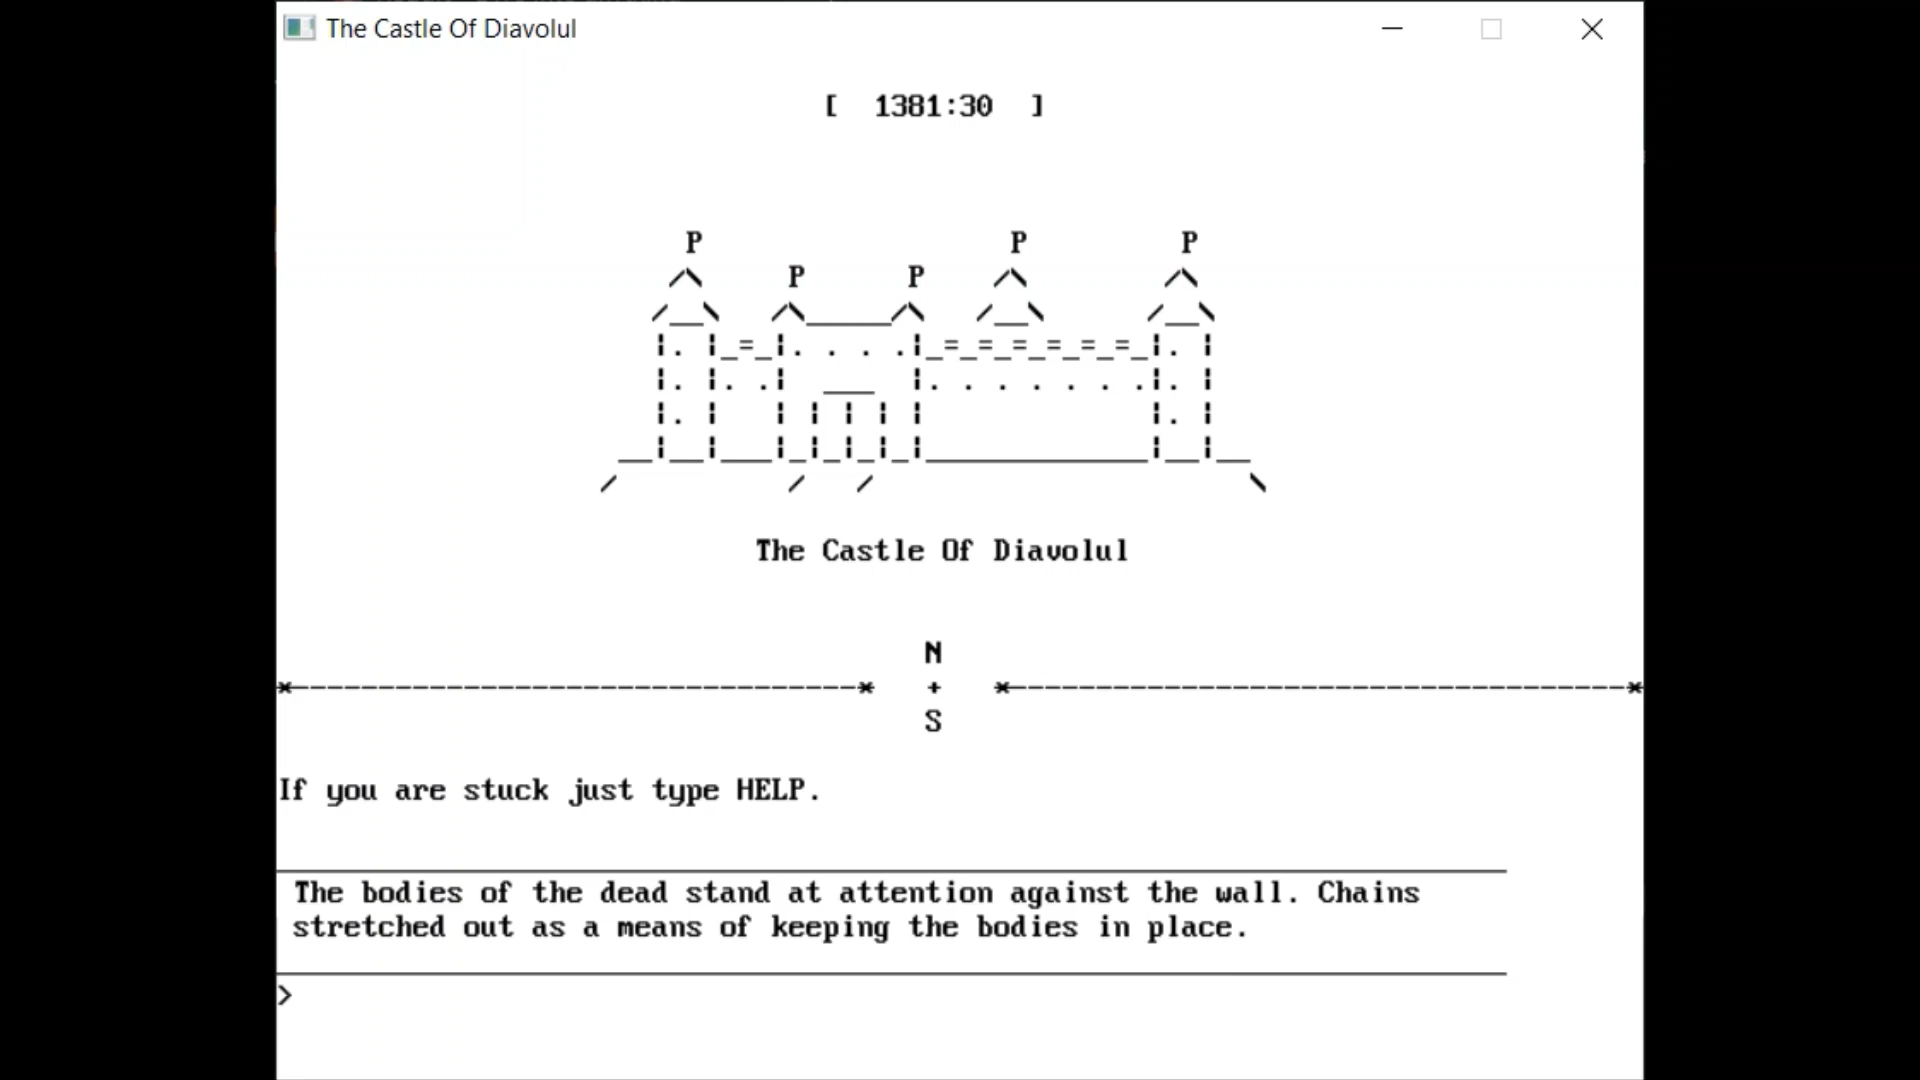 The Castle Of Diavolul
[ 1381:30 ]
P P P
P P
The Castle Of Diavolul
N
*-----------------------------------* + *--------------------------------------*
S
If you are stuck just type HELP.
The bodies of the dead stand at attention against the wall. Chains
stretched out as a means of keeping the bodies in place.
>